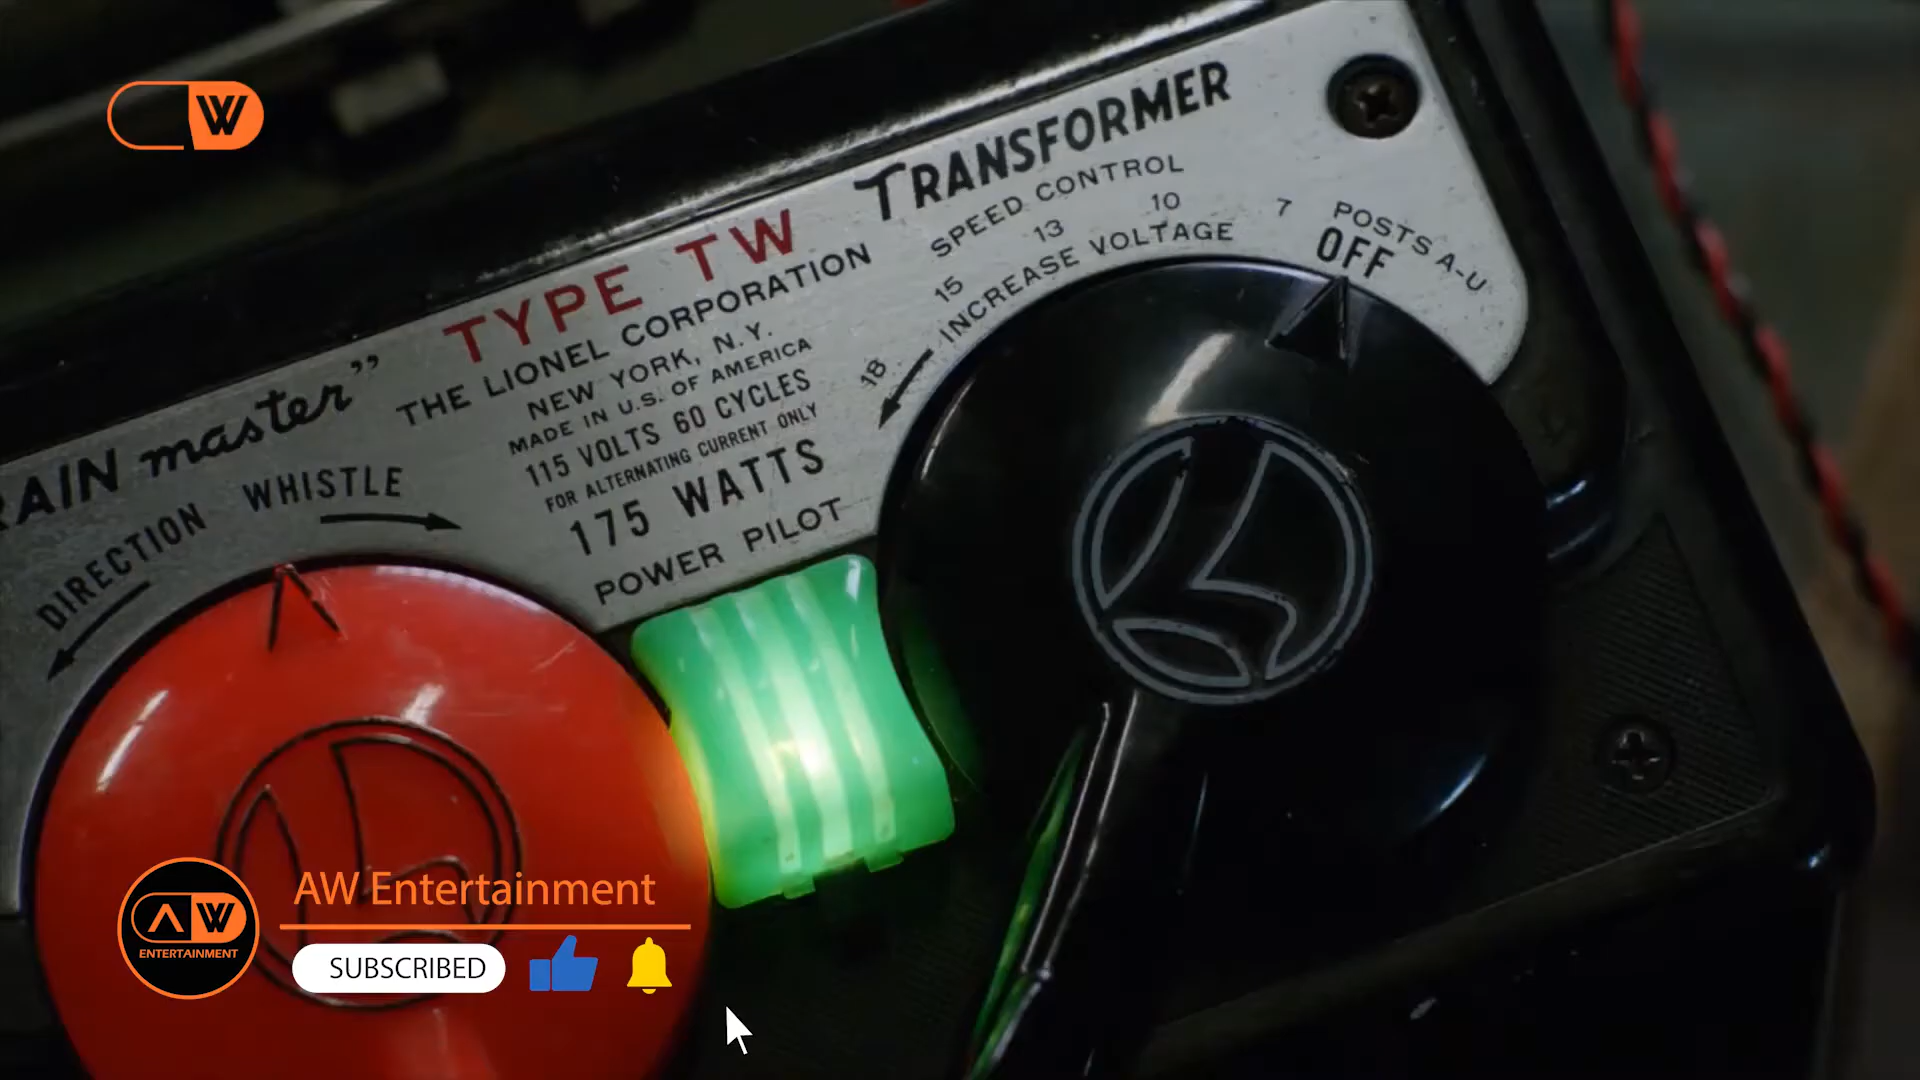 W
TRANSFORMER
SPEED CONTROL
7 10 13 15 18
INCREASE VOLTAGE
POSTS A-U
OFF
TYPE TW
THE LIONEL CORPORATION
NEW YORK, N.Y.
MADE IN U.S. OF AMERICA
115 VOLTS 60 CYCLES
FOR ALTERNATING CURRENT ONLY
175 WATTS
POWER PILOT
RAIN master”
DIRECTION WHISTLE
L
L
AW Entertainment
SUBSCRIBED
AW
ENTERTAINMENT